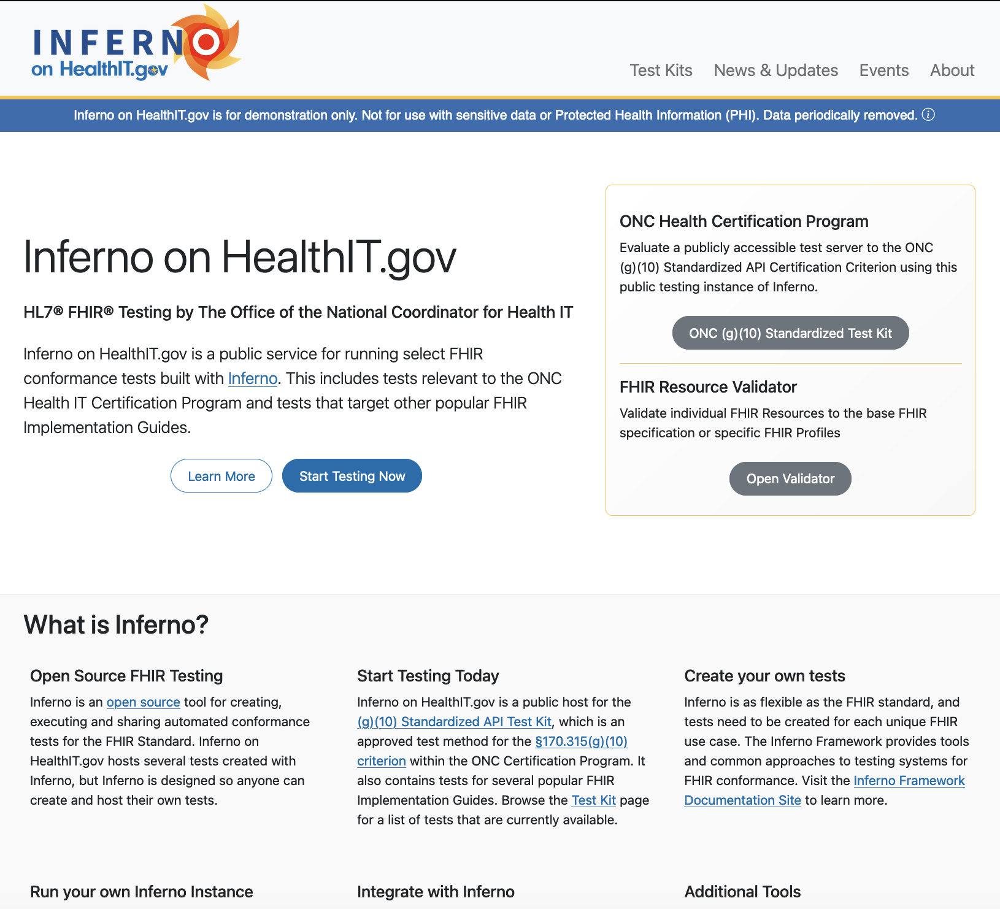 INFERNO
on HealthIT.gov
Test Kits News & Updates Events About
Inferno on HealthIT.gov is for demonstration only. Not for use with sensitive data or Protected Health Information (PHI). Data periodically removed.
Inferno on HealthIT.gov
HL7® FHIR® Testing by The Office of the National Coordinator for Health IT
Inferno on HealthIT.gov is a public service for running select FHIR
conformance tests built with Inferno. This includes tests relevant to the ONC
Health IT Certification Program and tests that target other popular FHIR
Implementation Guides.
Learn More Start Testing Now
ONC Health Certification Program
Evaluate a publicly accessible test server to the ONC
(g)(10) Standardized API Certification Criterion using this
public testing instance of Inferno.
ONC (g)(10) Standardized Test Kit
FHIR Resource Validator
Validate individual FHIR Resources to the base FHIR
specification or specific FHIR Profiles
Open Validator
What is Inferno?
Open Source FHIR Testing
Inferno is an open source tool for creating,
executing and sharing automated conformance
tests for the FHIR Standard. Inferno on
HealthIT.gov hosts several tests created with
Inferno, but Inferno is designed so anyone can
create and host their own tests.
Start Testing Today
Inferno on HealthIT.gov is a public host for the
(g)(10) Standardized API Test Kit, which is an
approved test method for the §170.315(g)(10)
criterion within the ONC Certification Program. It
also contains tests for several popular FHIR
Implementation Guides. Browse the Test Kit page
for a list of tests that are currently available.
Create your own tests
Inferno is as flexible as the FHIR standard, and
tests need to be created for each unique FHIR
use case. The Inferno Framework provides tools
and common approaches to testing systems for
FHIR conformance. Visit the Inferno Framework
Documentation Site to learn more.
Run your own Inferno Instance
Integrate with Inferno
Additional Tools